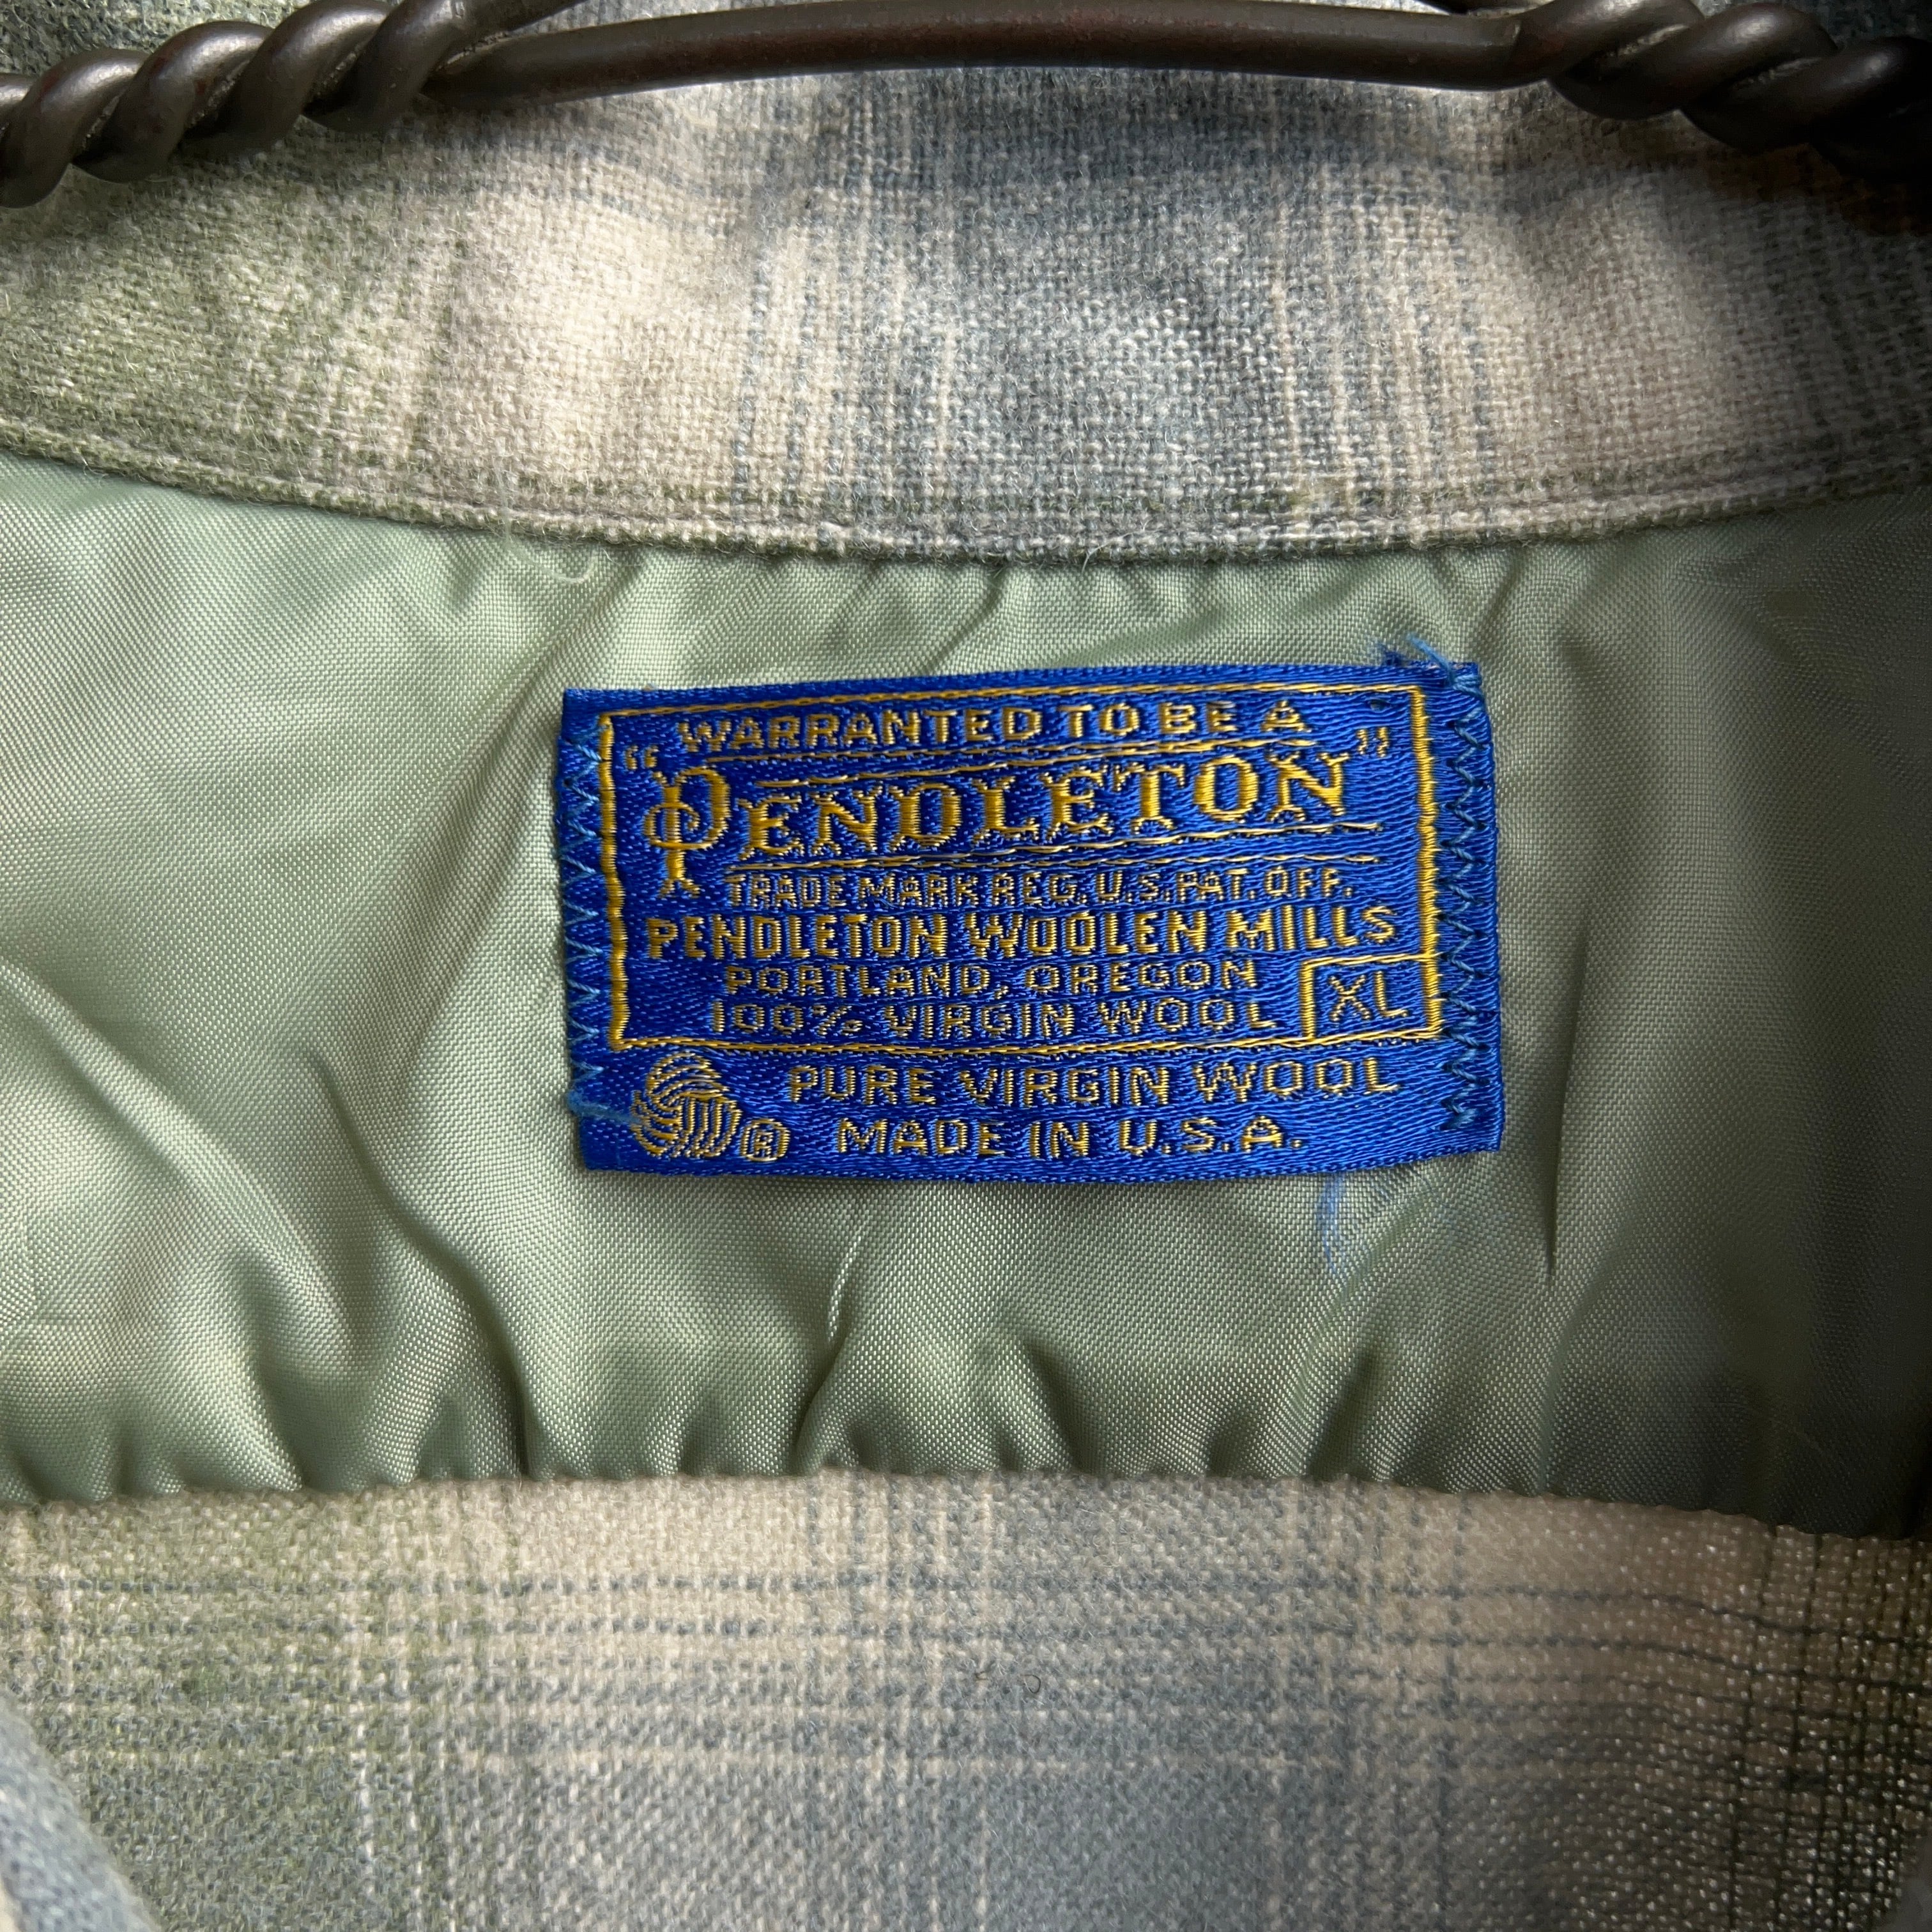 WARRANTED TO BE A
"PENDLETON"
TRADE MARK REG. U.S. PAT. OFF.
PENDLETON WOOLEN MILLS
PORTLAND, OREGON
100% VIRGIN WOOL XL
PURE VIRGIN WOOL
® MADE IN U.S.A.